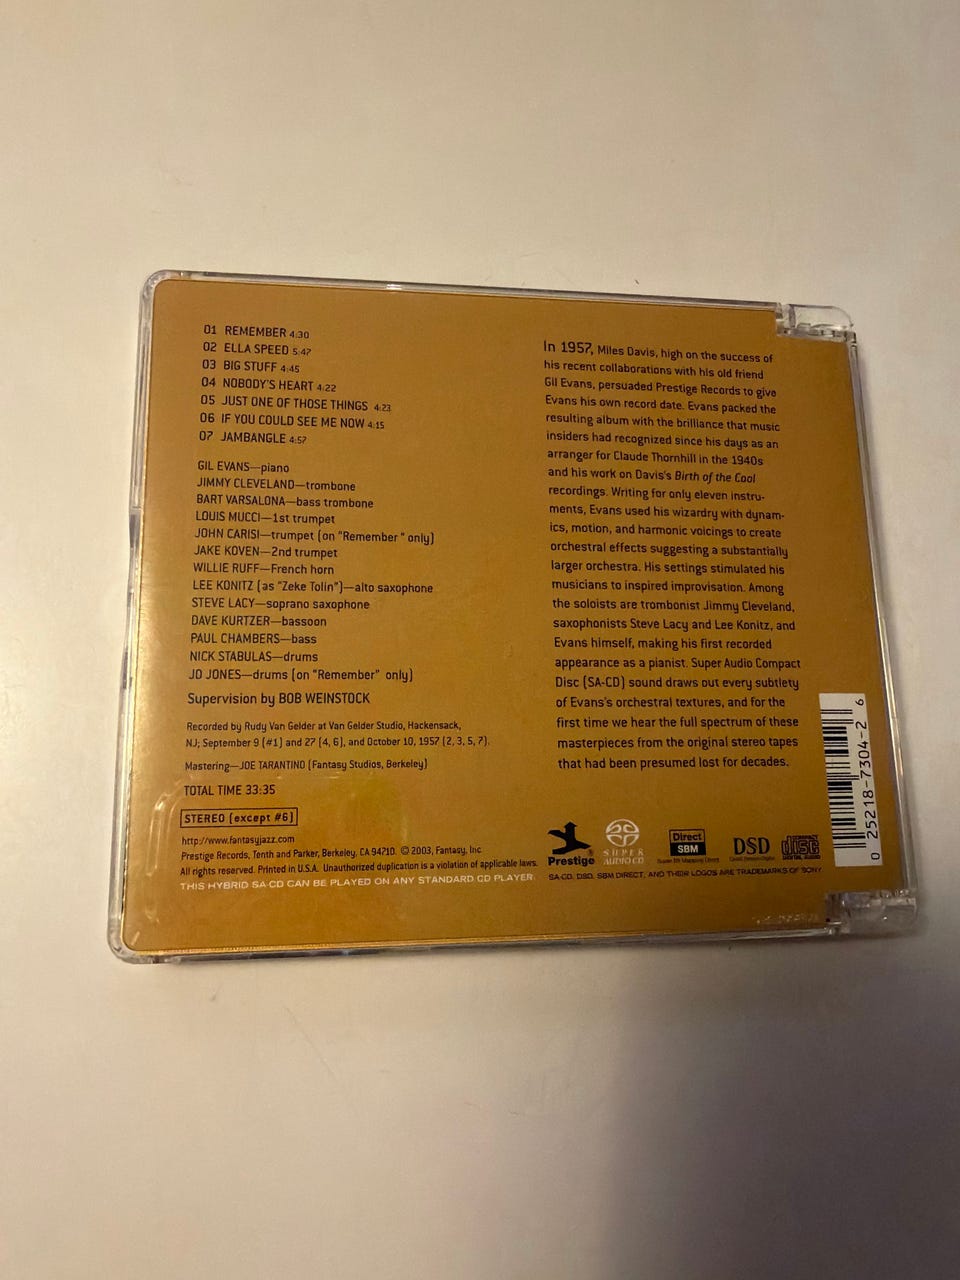 01 REMEMBER 4:30
02 ELLA SPEED 5:47
03 BIG STUFF 4:45
04 NOBODY'S HEART 4:22
05 JUST ONE OF THOSE THINGS 4:23
06 IF YOU COULD SEE ME NOW 4:15
07 JAMBANGLE 4:57
GIL EVANS—piano
JIMMY CLEVELAND—trombone
BART VARSALONA—bass trombone
LOUIS MUCCI—1st trumpet
JOHN CARISI—trumpet (on "Remember" only)
JAKE KOVEN—2nd trumpet
WILLIE RUFF—French horn
LEE KONITZ (as "Zeke Tolin")—alto saxophone
STEVE LACY—soprano saxophone
DAVE KURTZER—bassoon
PAUL CHAMBERS—bass
NICK STABULAS—drums
JO JONES—drums (on "Remember" only)
Supervision by BOB WEINSTOCK
Recorded by Rudy Van Gelder at Van Gelder Studio, Hackensack,
NJ; September 9 (#1) and 27 (4, 6), and October 10, 1957 (2, 3, 5, 7).
Mastering—JOE TARANTINO (Fantasy Studios, Berkeley)
TOTAL TIME 33:35
STEREO (except #6)
http://www.fantasyjazz.com
Prestige Records, Tenth and Parker, Berkeley, CA 94710. © 2003, Fantasy, Inc.
All rights reserved. Printed in U.S.A. Unauthorized duplication is a violation of applicable laws.
THIS HYBRID SA-CD CAN BE PLAYED ON ANY STANDARD CD PLAYER.
In 1957, Miles Davis, high on the success of
his recent collaborations with his old friend
Gil Evans, persuaded Prestige Records to give
Evans his own record date. Evans packed the
resulting album with the brilliance that music
insiders had recognized since his days as an
arranger for Claude Thornhill in the 1940s
and his work on Davis's Birth of the Cool
recordings. Writing for only eleven instru-
ments, Evans used his wizardry with dynam-
ics, motion, and harmonic voicings to create
orchestral effects suggesting a substantially
larger orchestra. His settings stimulated his
musicians to inspired improvisation. Among
the soloists are trombonist Jimmy Cleveland,
saxophonists Steve Lacy and Lee Konitz, and
Evans himself, making his first recorded
appearance as a pianist. Super Audio Compact
Disc (SA-CD) sound draws out every subtlety
of Evans's orchestral textures, and for the
first time we hear the full spectrum of these
masterpieces from the original stereo tapes
that had been presumed lost for decades.
Prestige
SUPER AUDIO CD
Direct
SBM
Super Bit Mapping Direct
DSD
Direct Stream Digital
disc
DIGITAL AUDIO
SA-CD, DSD, SBM DIRECT, AND THEIR LOGOS ARE TRADEMARKS OF SONY
0 25218-7304-2 6